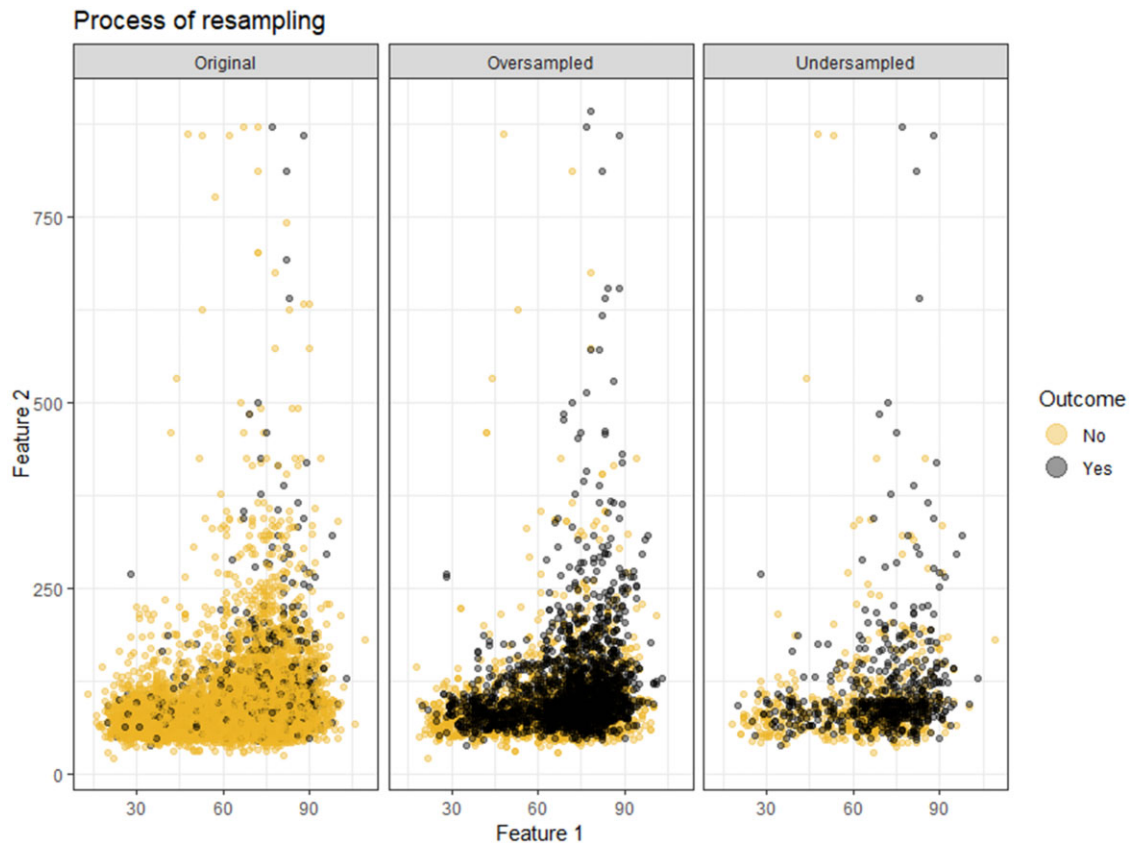 Process of resampling
Original
Oversampled
Undersampled
750
500
250
0
Feature 2
30 60 90
30 60 90
30 60 90
Feature 1
Outcome
No
Yes